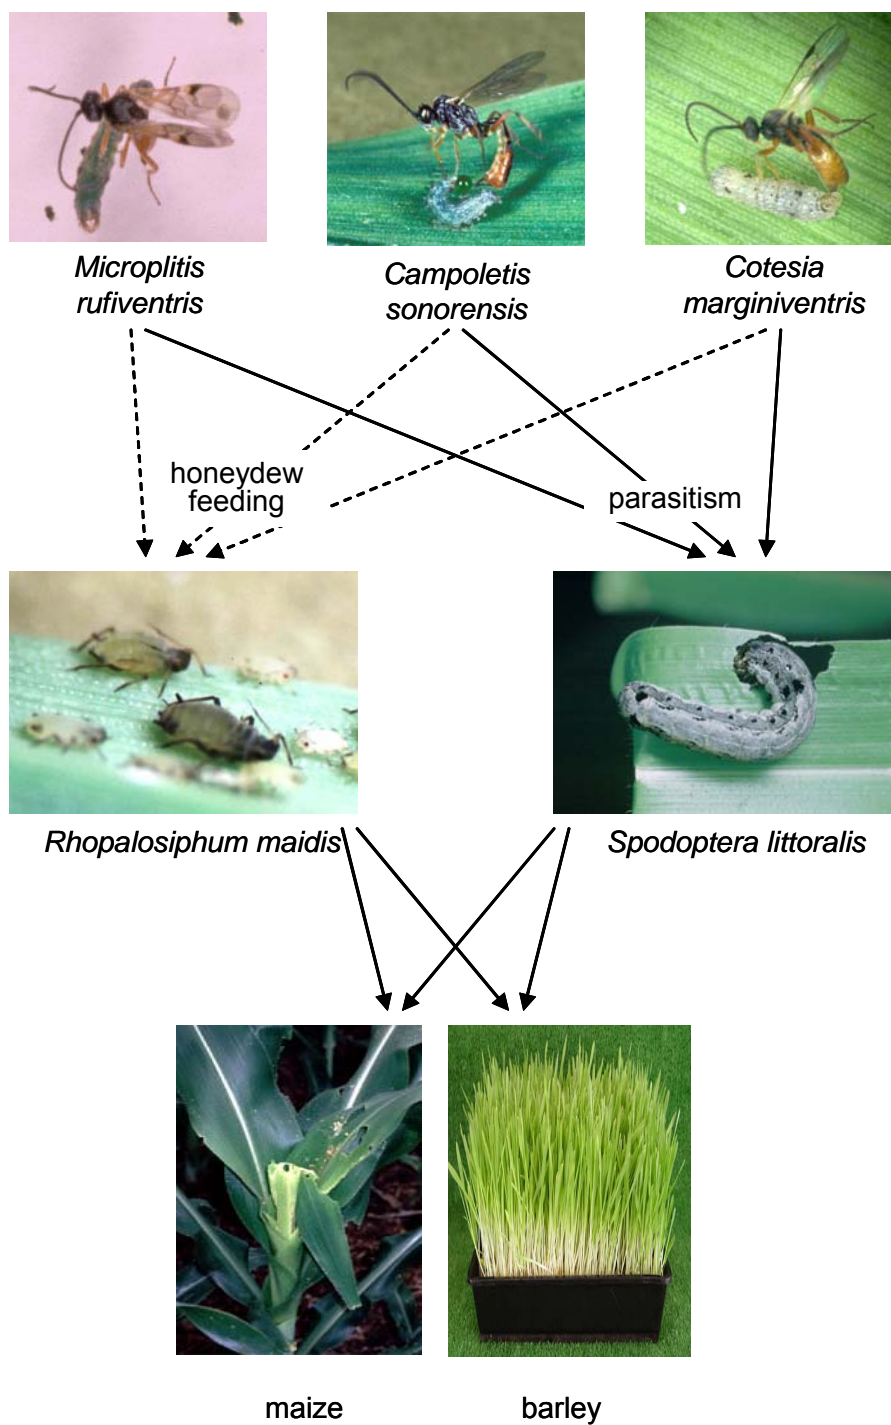 Microplitis
rufiventris
Campoletis
sonorensis
Cotesia
marginiventris
honeydew
feeding
parasitism
Rhopalosiphum maidis
Spodoptera littoralis
maize
barley